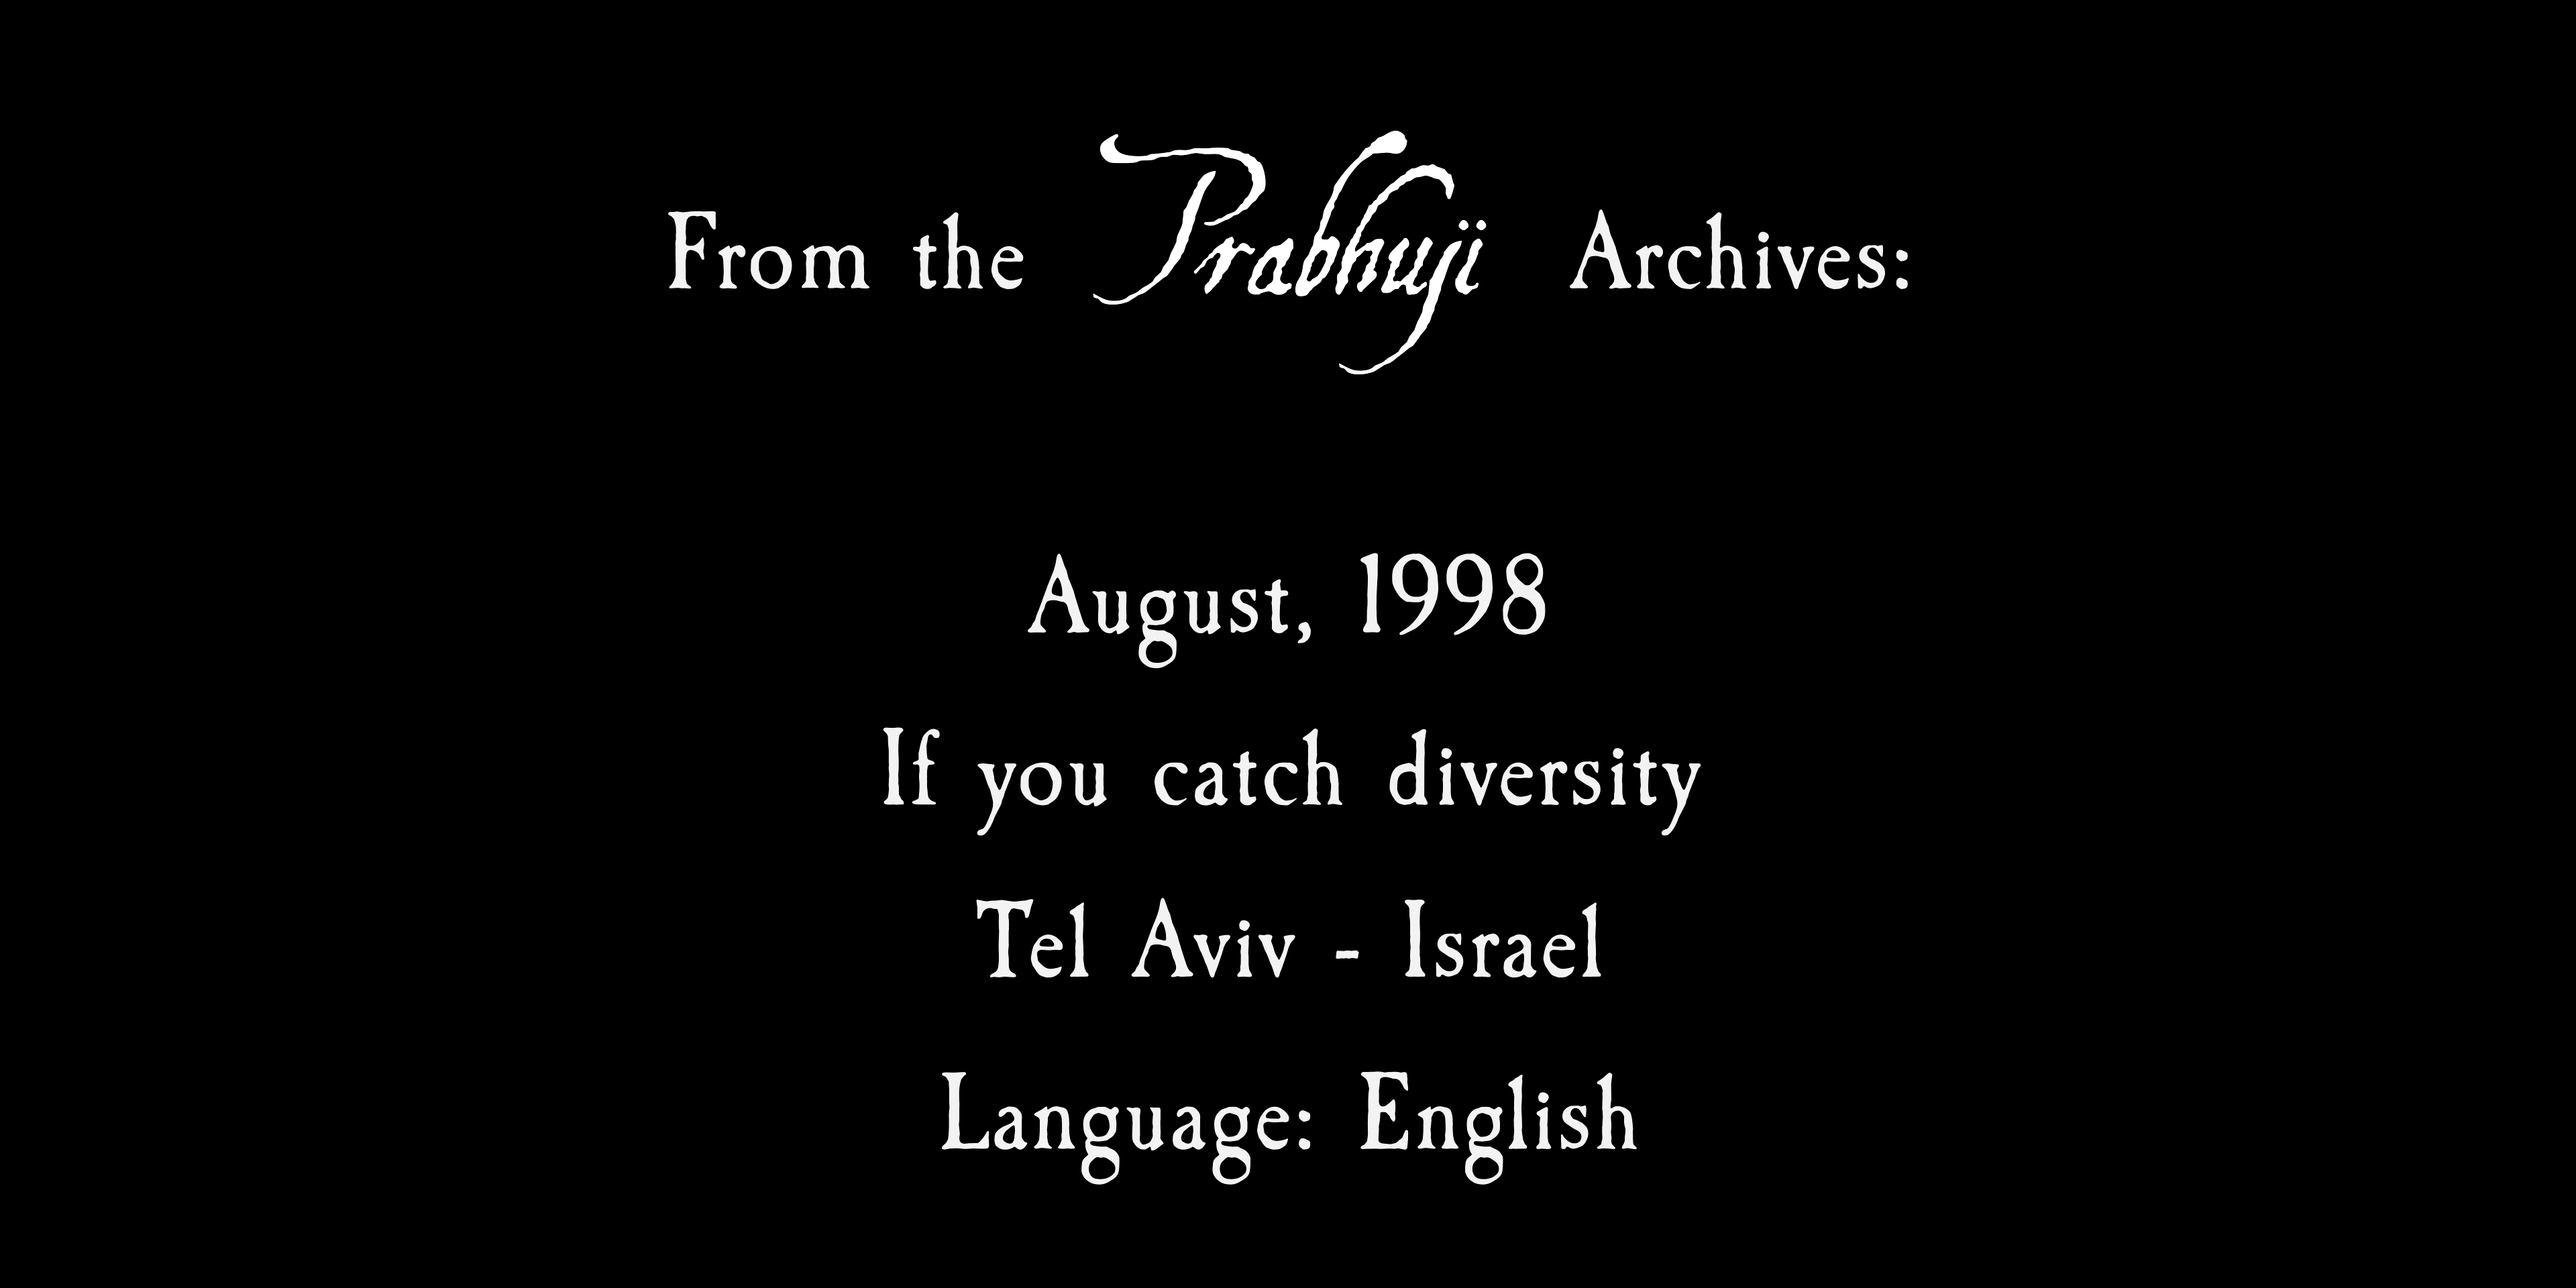 From the Prabhuji Archives:
August, 1998
If you catch diversity
Tel Aviv - Israel
Language: English